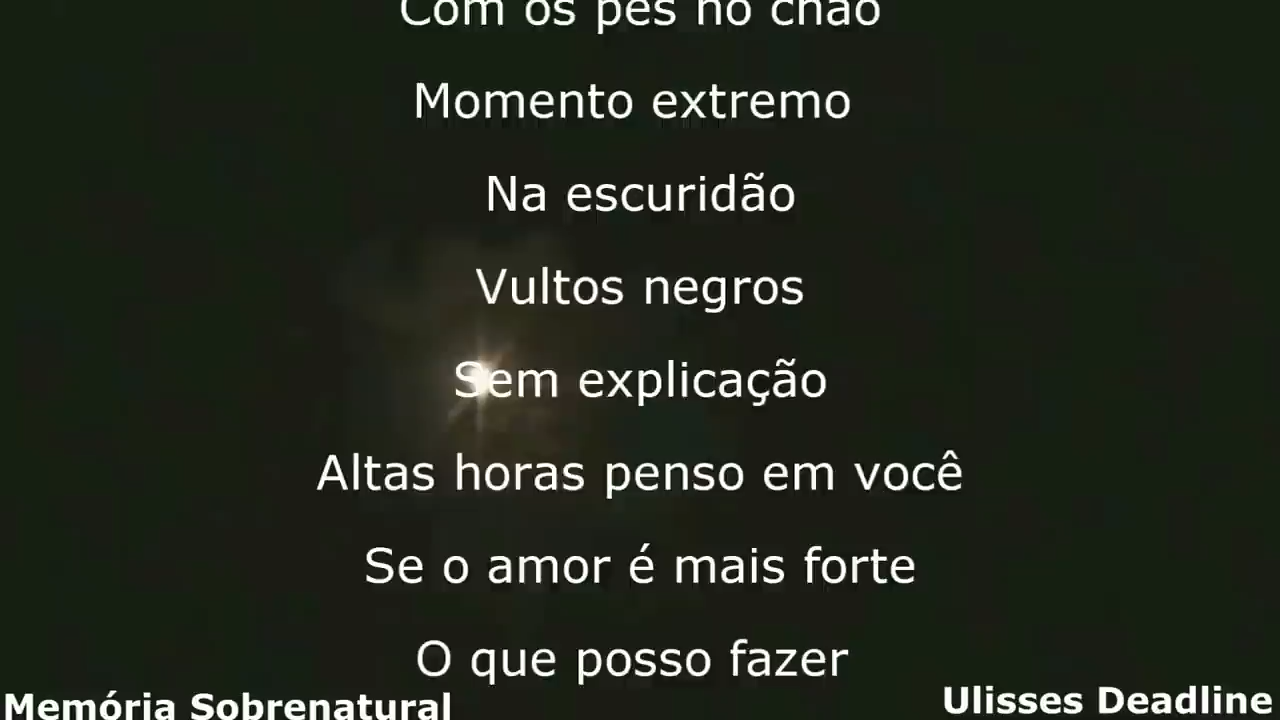 Com os pés no chão
Momento extremo
Na escuridão
Vultos negros
Sem explicação
Altas horas penso em você
Se o amor é mais forte
O que posso fazer
Memória Sobrenatural
Ulisses Deadline